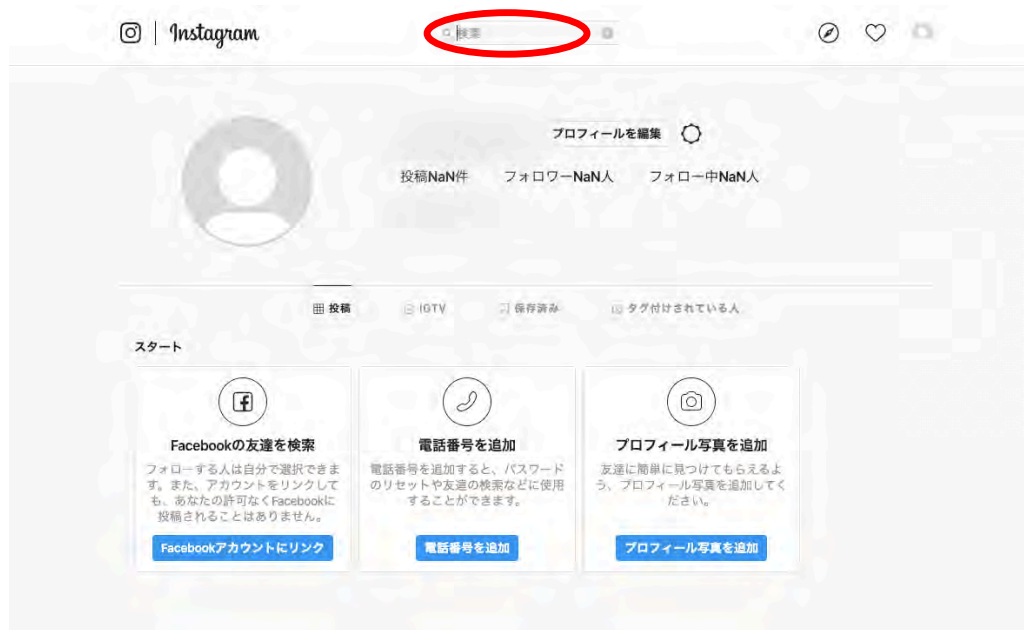 Instagram
検索
プロフィールを編集
投稿NaN件 フォロワーNaN人 フォロー中NaN人
投稿 IGTV 保存済み タグ付けされている人
スタート
Facebookの友達を検索
フォローする人は自分で選択できま
す。また、アカウントをリンクして
も、あなたの許可なくFacebookに
投稿されることはありません。
Facebookアカウントにリンク
電話番号を追加
電話番号を追加すると、パスワード
のリセットや友達の検索などに使用
することができます。
電話番号を追加
プロフィール写真を追加
友達に簡単に見つけてもらえるよ
う、プロフィール写真を追加してく
ださい。
プロフィール写真を追加